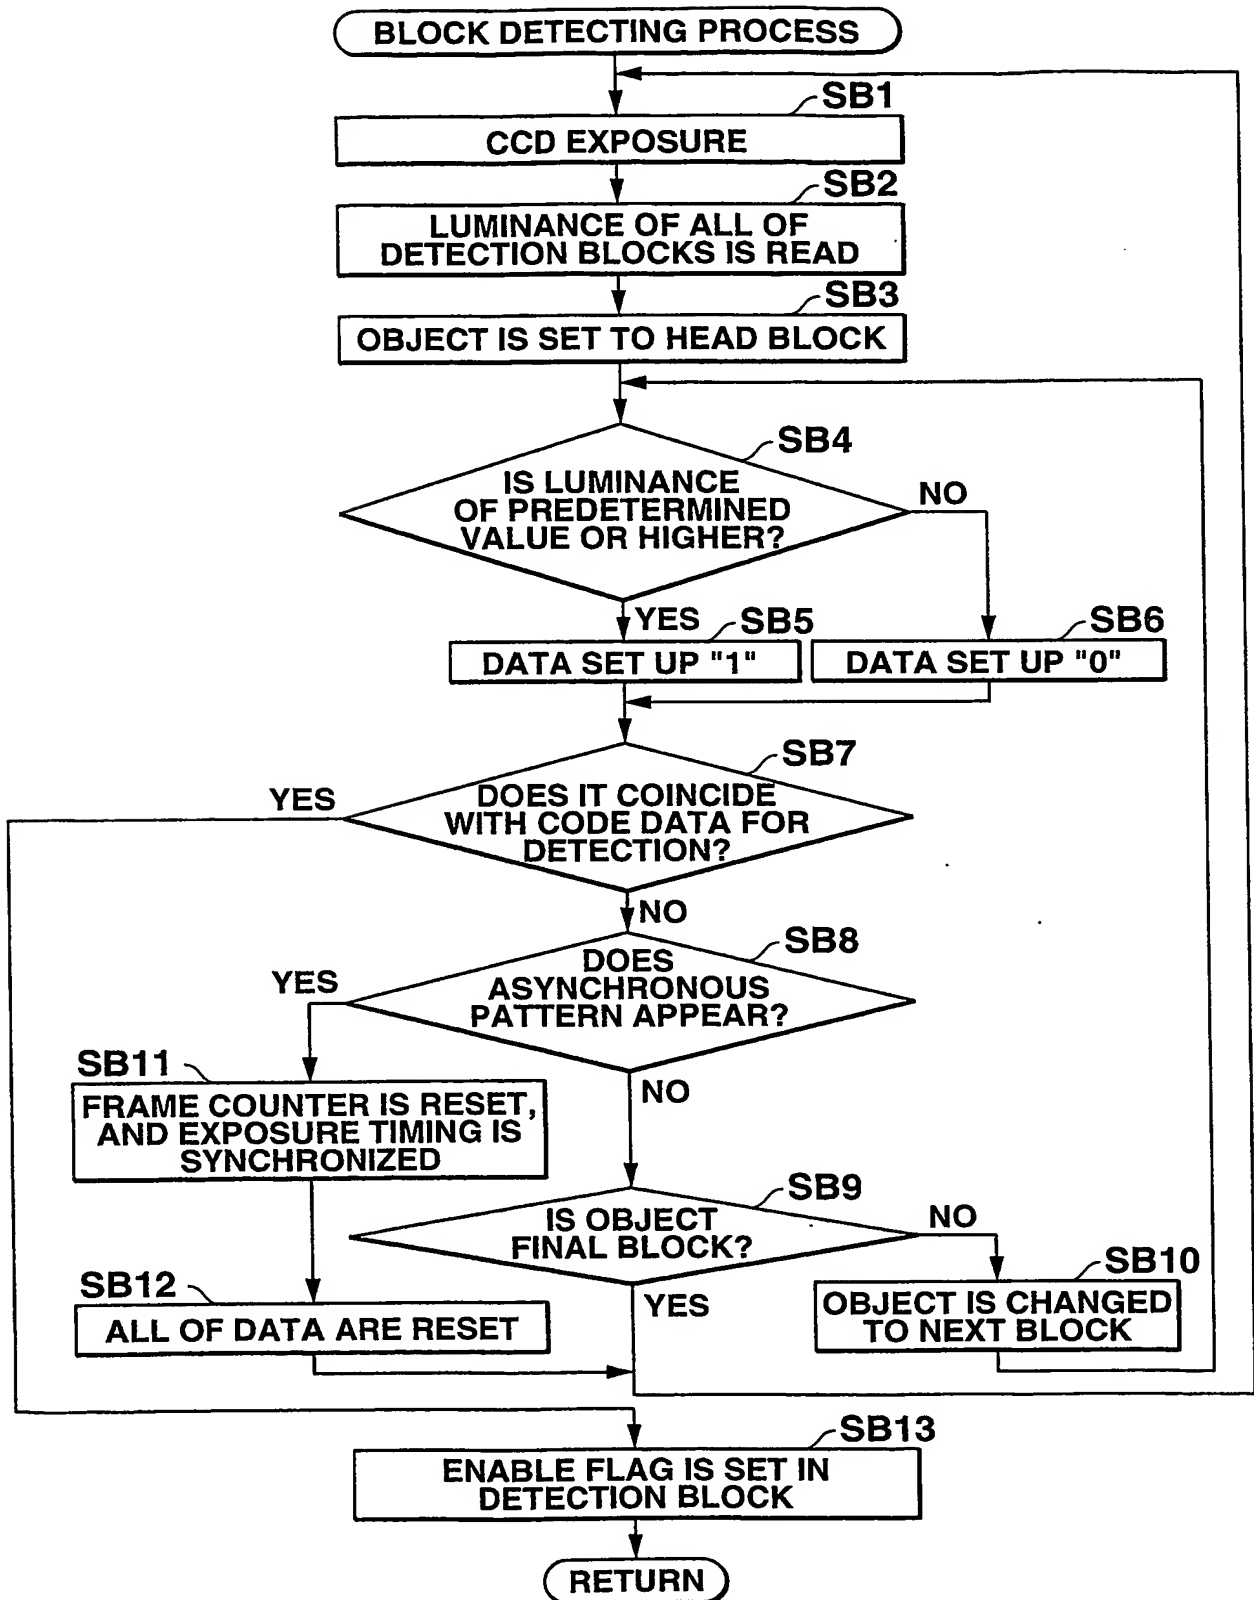 BLOCK DETECTING PROCESS
SB1
CCD EXPOSURE
SB2
LUMINANCE OF ALL OF
DETECTION BLOCKS IS READ
SB3
OBJECT IS SET TO HEAD BLOCK
SB4
IS LUMINANCE
OF PREDETERMINED
VALUE OR HIGHER?
NO
YES
SB5
DATA SET UP "1"
SB6
DATA SET UP "0"
SB7
DOES IT COINCIDE
WITH CODE DATA FOR
DETECTION?
YES
NO
SB8
DOES
ASYNCHRONOUS
PATTERN APPEAR?
YES
NO
SB11
FRAME COUNTER IS RESET,
AND EXPOSURE TIMING IS
SYNCHRONIZED
SB9
IS OBJECT
FINAL BLOCK?
NO
YES
SB12
ALL OF DATA ARE RESET
SB10
OBJECT IS CHANGED
TO NEXT BLOCK
SB13
ENABLE FLAG IS SET IN
DETECTION BLOCK
RETURN